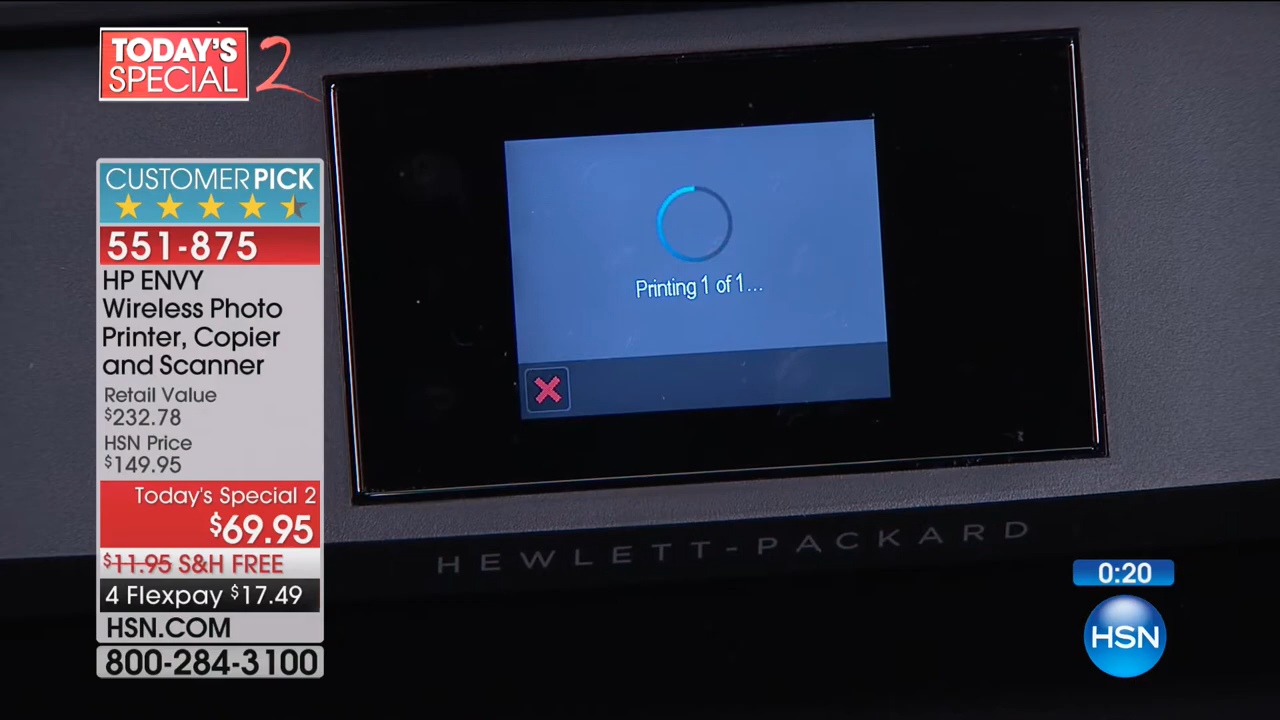 TODAY'S
SPECIAL 2
CUSTOMER PICK
551-875
HP ENVY
Wireless Photo
Printer, Copier
and Scanner
Retail Value
$232.78
HSN Price
$149.95
Today's Special 2
$69.95
$11.95 S&H FREE
4 Flexpay $17.49
HSN.COM
800-284-3100
Printing 1 of 1...
HEWLETT-PACKARD
0:20
HSN